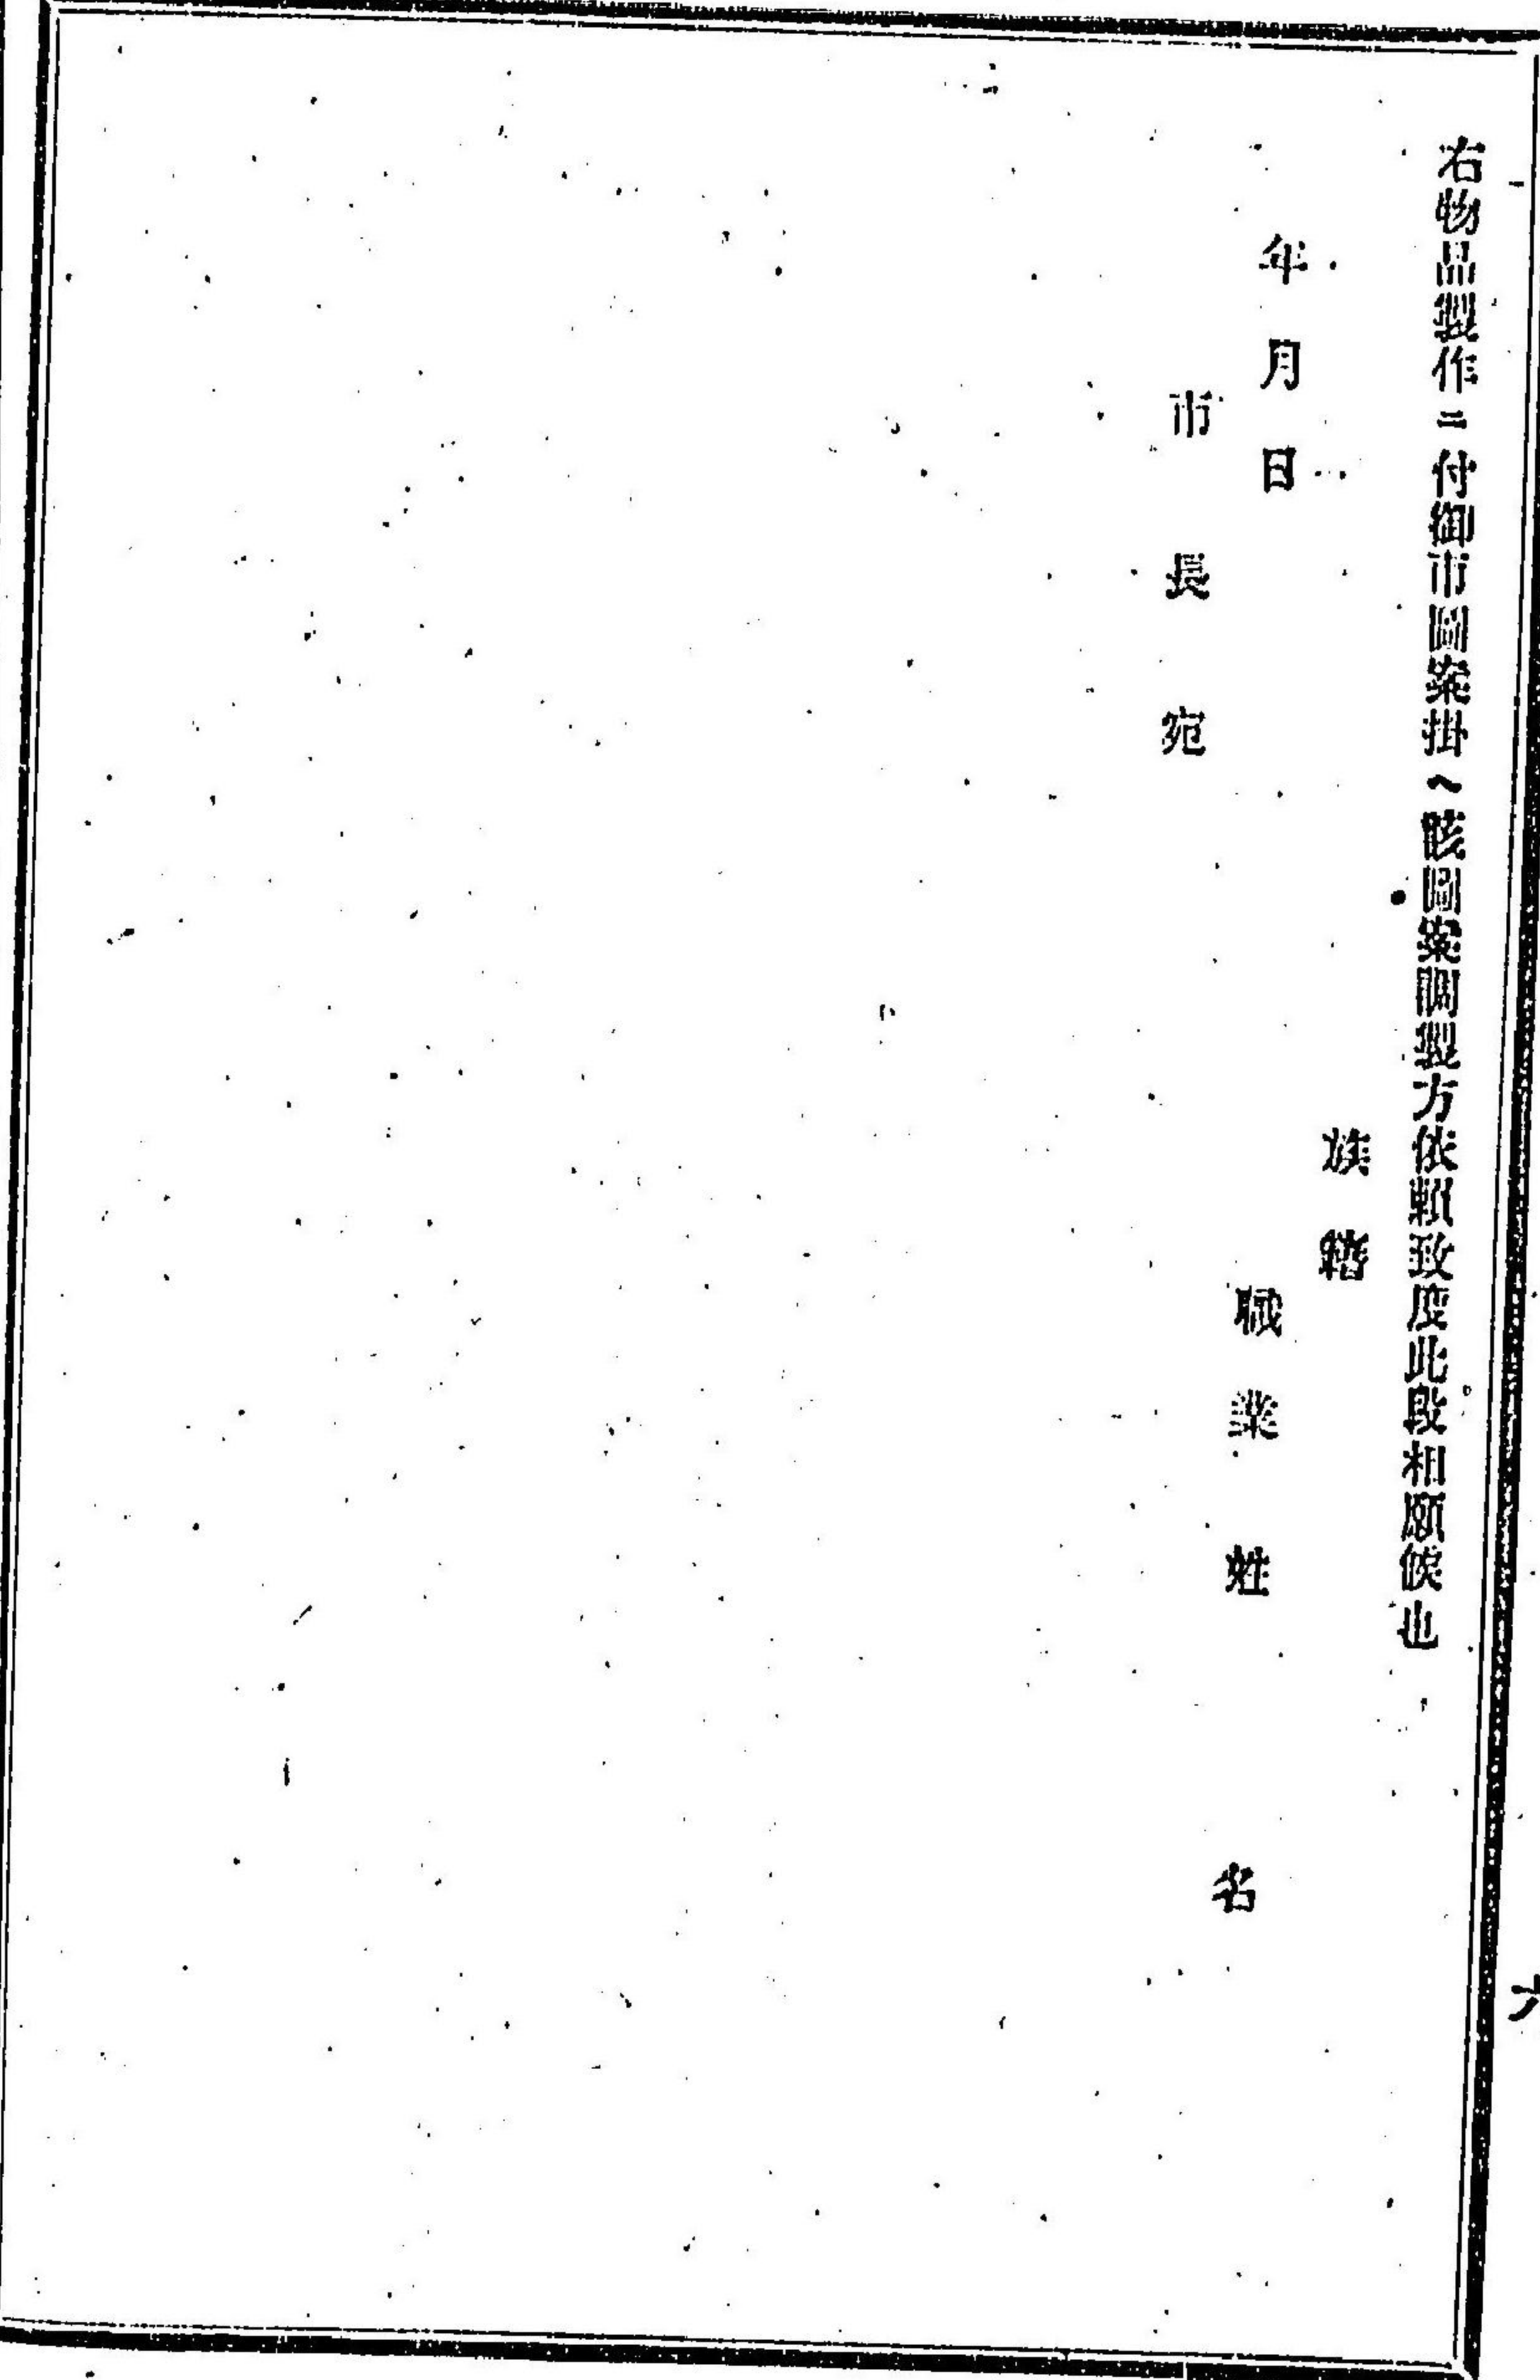 右物品製作ニ付御市圖案掛ヘ該圖案調製方依頼致度此段相願候也
族籍
年月日
職業姓名
市長宛
六